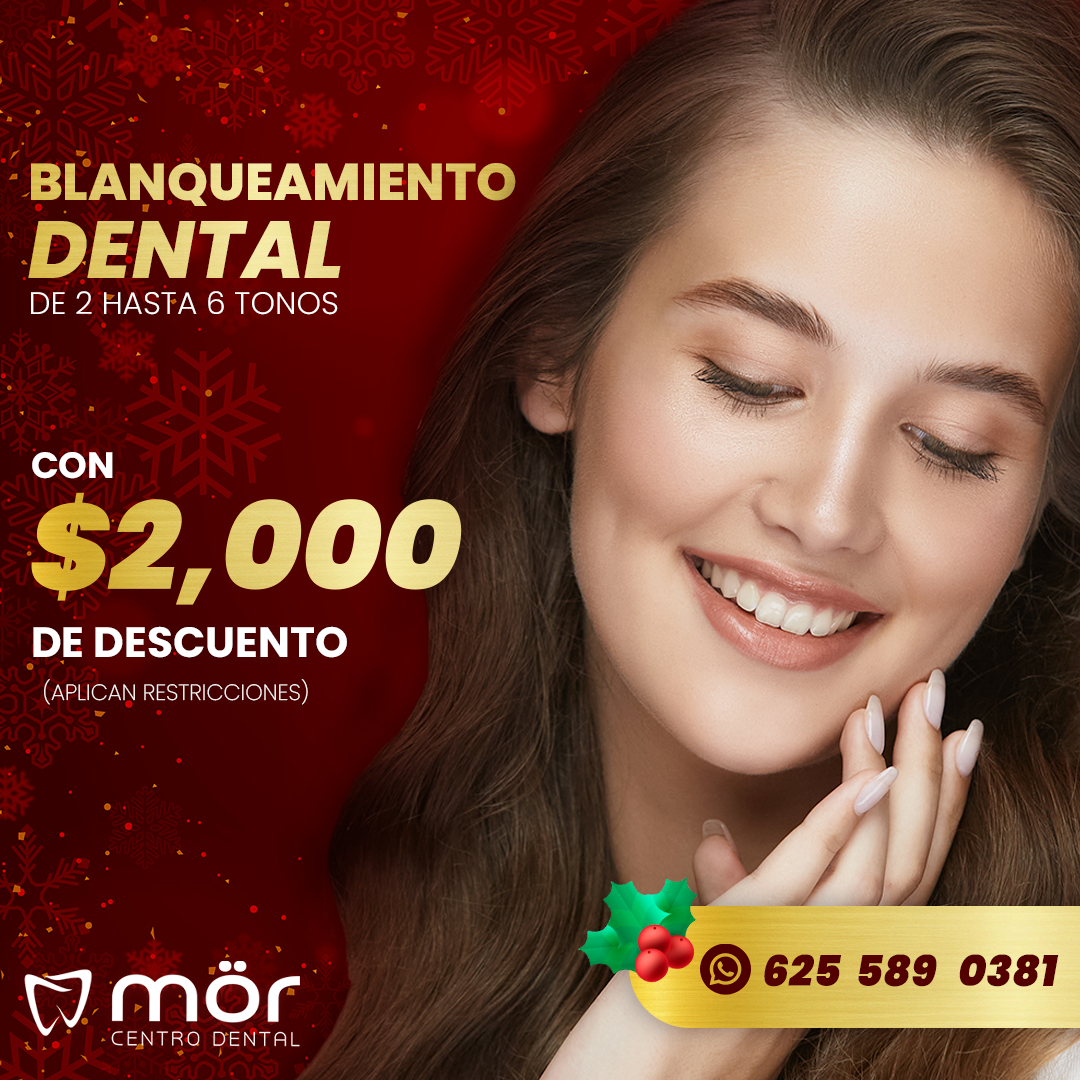 BLANQUEAMIENTO
DENTAL
DE 2 HASTA 6 TONOS
CON
$2,000
DE DESCUENTO
(APLICAN RESTRICCIONES)
mör
CENTRO DENTAL
625 589 0381